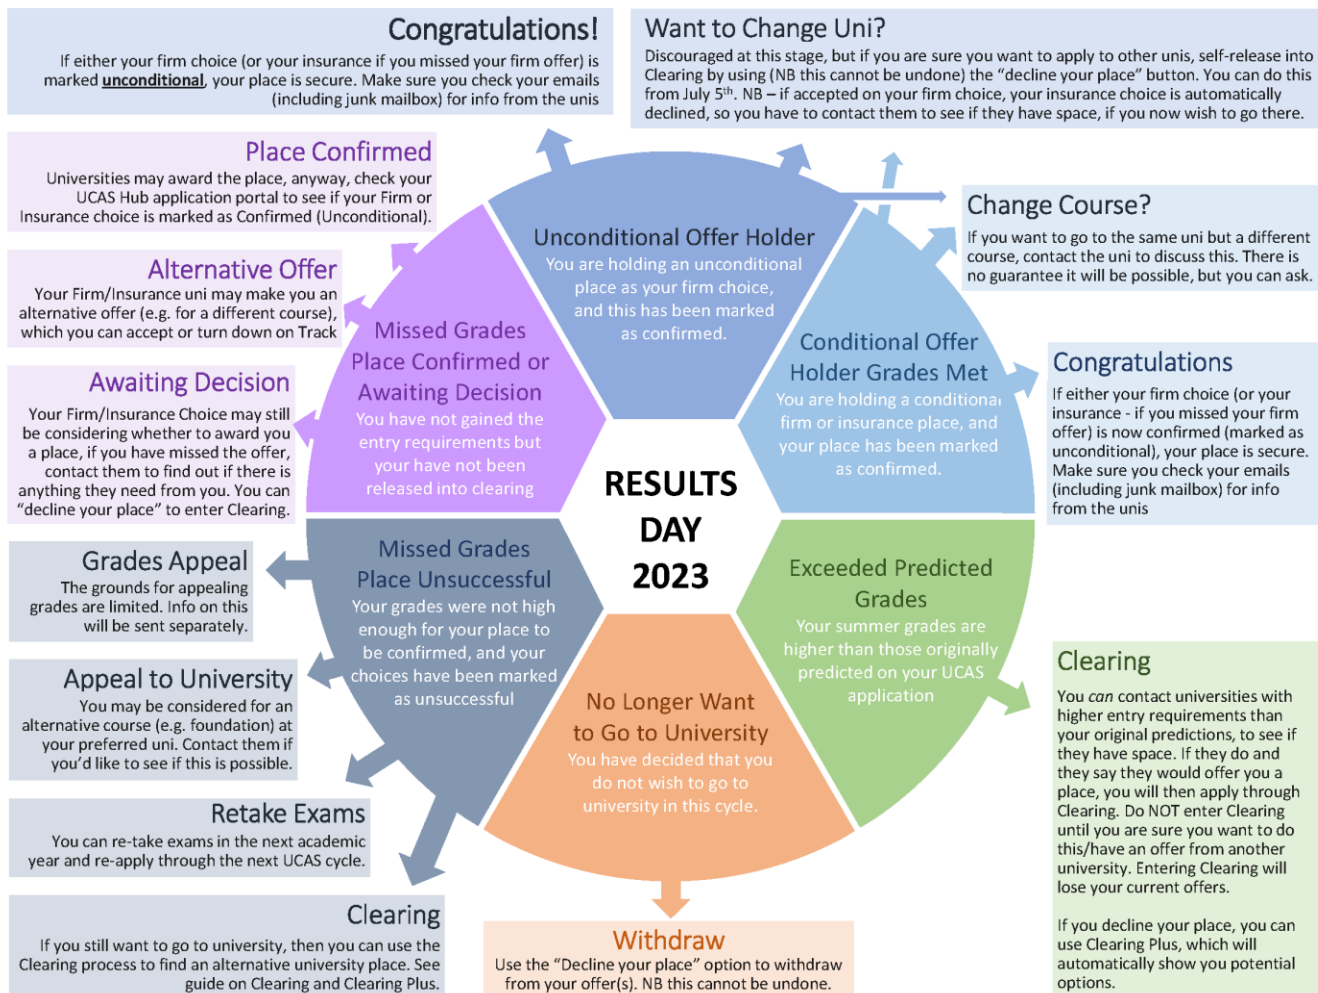 Congratulations!
If either your firm choice (or your insurance if you missed your firm offer) is
marked unconditional, your place is secure. Make sure you check your emails
(including junk mailbox) for info from the unis
Want to Change Uni?
Discouraged at this stage, but if you are sure you want to apply to other unis, self-release into
Clearing by using (NB this cannot be undone) the “decline your place” button. You can do this
from July 5th. NB – if accepted on your firm choice, your insurance choice is automatically
declined, so you have to contact them to see if they have space, if you now wish to go there.
Place Confirmed
Universities may award the place, anyway, check your
UCAS Hub application portal to see if your Firm or
Insurance choice is marked as Confirmed (Unconditional).
Change Course?
If you want to go to the same uni but a different
course, contact the uni to discuss this. There is
no guarantee it will be possible, but you can ask.
Alternative Offer
Your Firm/Insurance uni may make you an
alternative offer (e.g. for a different course),
which you can accept or turn down on Track
Awaiting Decision
Your Firm/Insurance Choice may still
be considering whether to award you
a place, if you have missed the offer,
contact them to find out if there is
anything they need from you. You can
“decline your place” to enter Clearing.
Congratulations
If either your firm choice (or your
insurance - if you missed your firm
offer) is now confirmed (marked as
unconditional), your place is secure.
Make sure you check your emails
(including junk mailbox) for info
from the unis
Unconditional Offer Holder
You are holding an unconditional
place as your firm choice,
and this has been marked
as confirmed.
Missed Grades
Place Confirmed or
Awaiting Decision
You have not gained the
entry requirements but
your have not been
released into clearing
Conditional Offer
Holder Grades Met
You are holding a conditional
firm or insurance place, and
your place has been marked
as confirmed.
RESULTS
DAY
2023
Missed Grades
Place Unsuccessful
Your grades were not high
enough for your place to
be confirmed, and your
choices have been marked
as unsuccessful
Exceeded Predicted
Grades
Your summer grades are
higher than those originally
predicted on your UCAS
application
No Longer Want
to Go to University
You have decided that you
do not wish to go to
university in this cycle.
Grades Appeal
The grounds for appealing
grades are limited. Info on this
will be sent separately.
Appeal to University
You may be considered for an
alternative course (e.g. foundation) at
your preferred uni. Contact them if
you’d like to see if this is possible.
Retake Exams
You can re-take exams in the next academic
year and re-apply through the next UCAS cycle.
Clearing
If you still want to go to university, then you can use the
Clearing process to find an alternative university place. See
guide on Clearing and Clearing Plus.
Withdraw
Use the “Decline your place” option to withdraw
from your offer(s). NB this cannot be undone.
Clearing
You can contact universities with
higher entry requirements than
your original predictions, to see if
they have space. If they do and
they say they would offer you a
place, you will then apply through
Clearing. Do NOT enter Clearing
until you are sure you want to do
this/have an offer from another
university. Entering Clearing will
lose your current offers.
If you decline your place, you can
use Clearing Plus, which will
automatically show you potential
options.